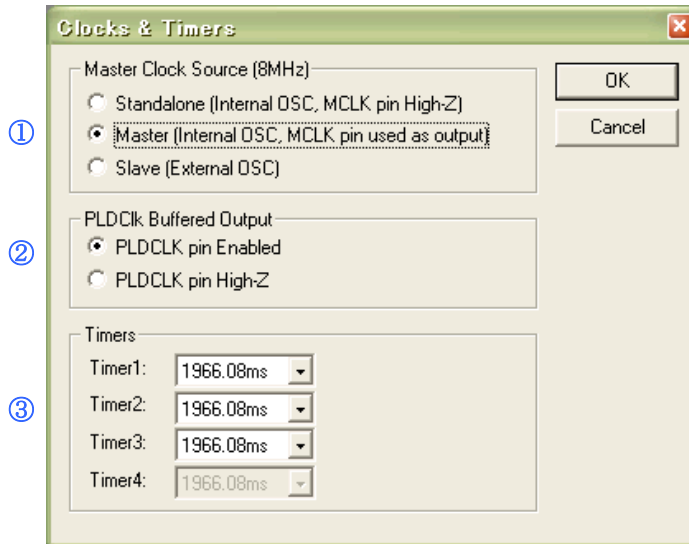 Clocks & Timers
Master Clock Source (8MHz)
Standalone (Internal OSC, MCLK pin High-Z)
① Master (Internal OSC, MCLK pin used as output)
Slave (External OSC)
OK
Cancel
PLDClk Buffered Output
② PLDCLK pin Enabled
PLDCLK pin High-Z
Timers
Timer1: 1966.08ms
Timer2: 1966.08ms
③ Timer3: 1966.08ms
Timer4: 1966.08ms